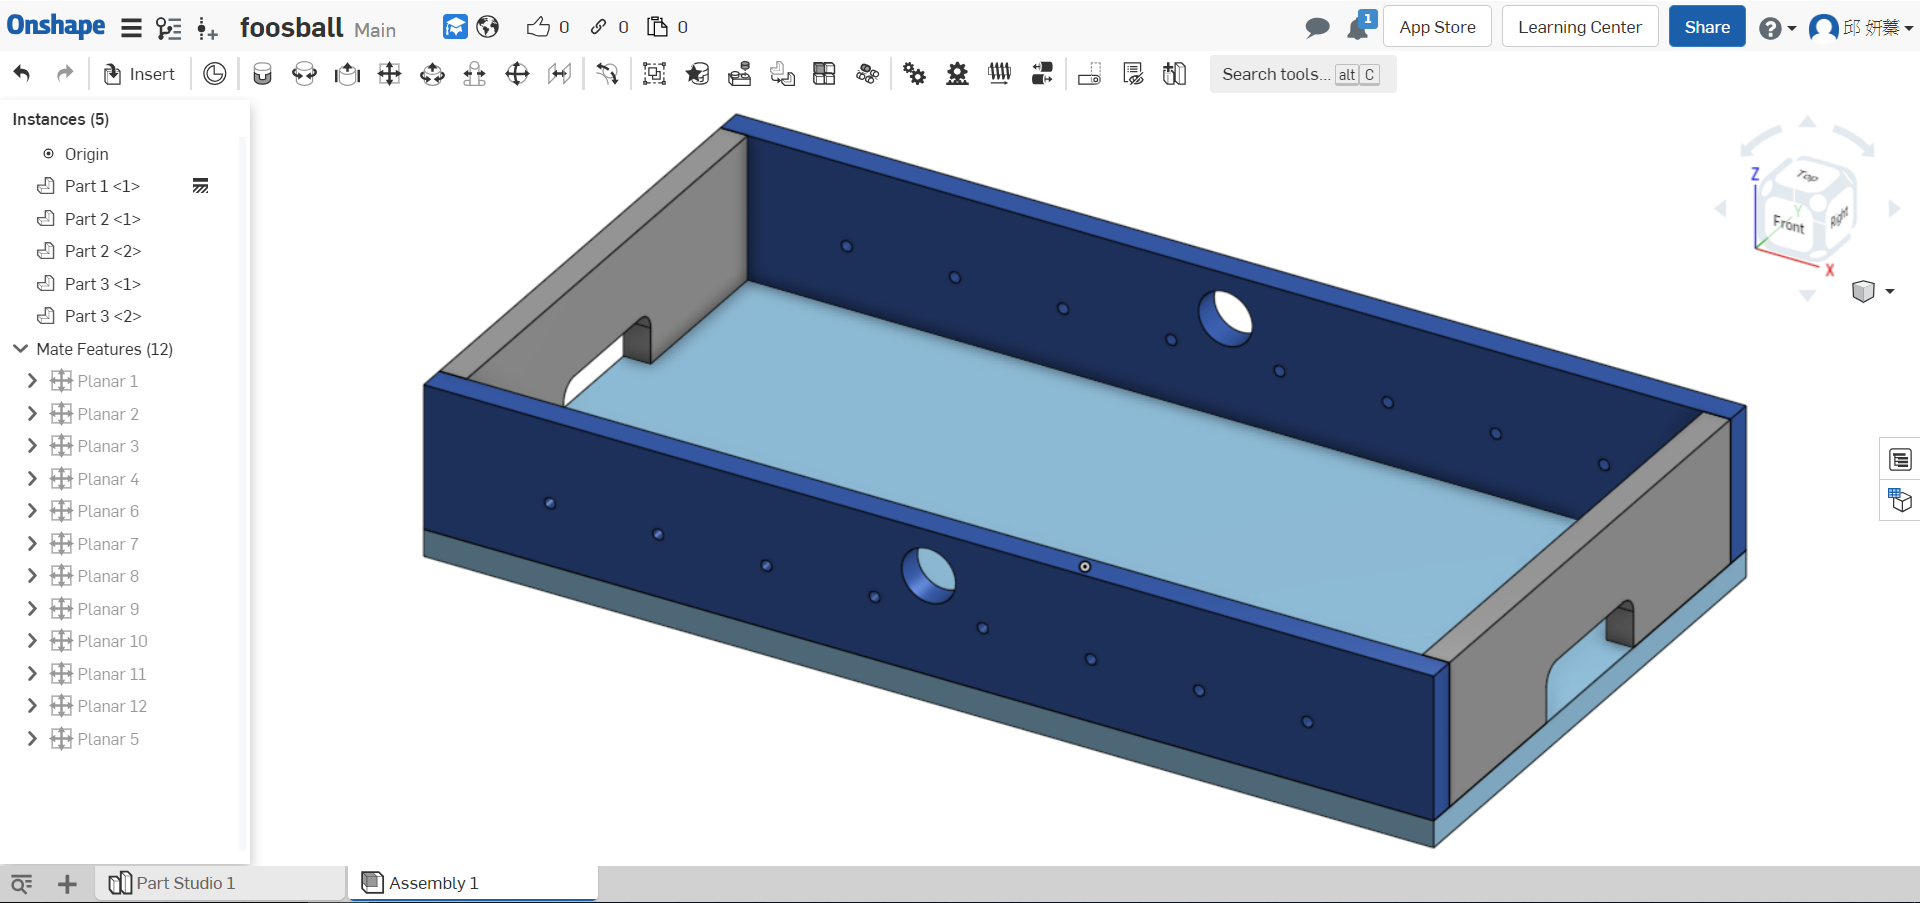 Onshape foosball Main 0 0 0 1 App Store Learning Center Share 邱 妍蓁
Insert Search tools... alt C
Instances (5)
Origin
Part 1 <1>
Part 2 <1>
Part 2 <2>
Part 3 <1>
Part 3 <2>
Mate Features (12)
Planar 1
Planar 2
Planar 3
Planar 4
Planar 6
Planar 7
Planar 8
Planar 9
Planar 10
Planar 11
Planar 12
Planar 5
Z
Top
Y
Front
Right
X
Part Studio 1 Assembly 1